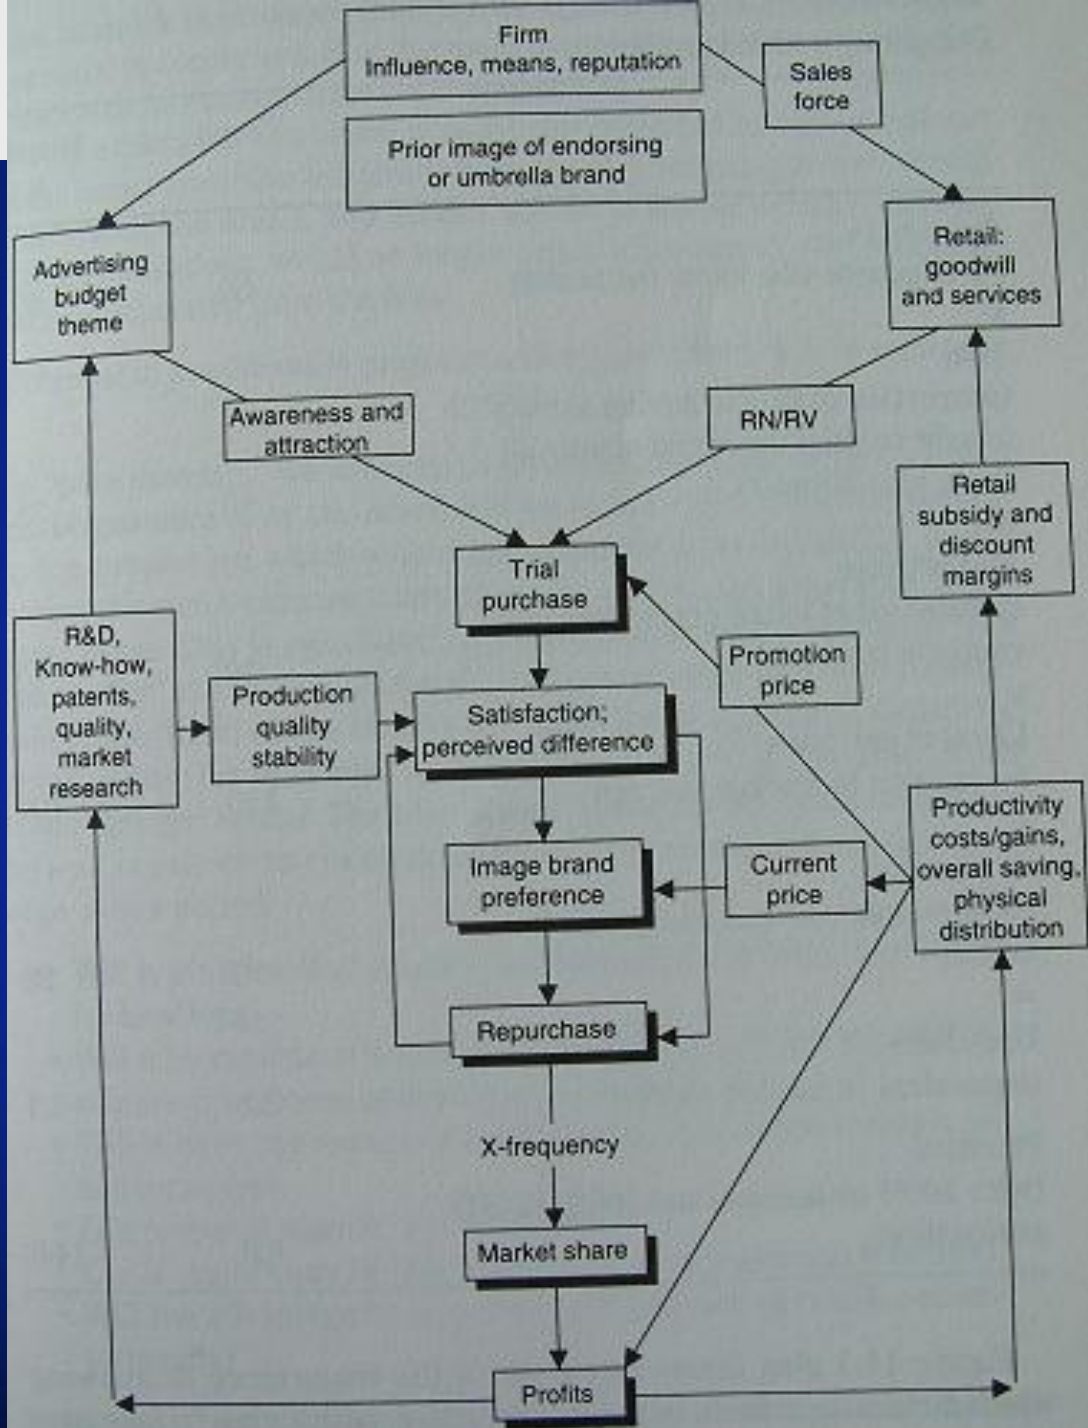 Firm
Influence, means, reputation
Sales
force
Prior image of endorsing
or umbrella brand
Advertising
budget
theme
Retail:
goodwill
and services
Awareness and
attraction
RN/RV
Retail
subsidy and
discount
margins
Trial
purchase
R&D,
Know-how,
patents,
quality,
market
research
Production
quality
stability
Satisfaction;
perceived difference
Promotion
price
Productivity
costs/gains,
overall saving,
physical
distribution
Image brand
preference
Current
price
Repurchase
X-frequency
Market share
Profits